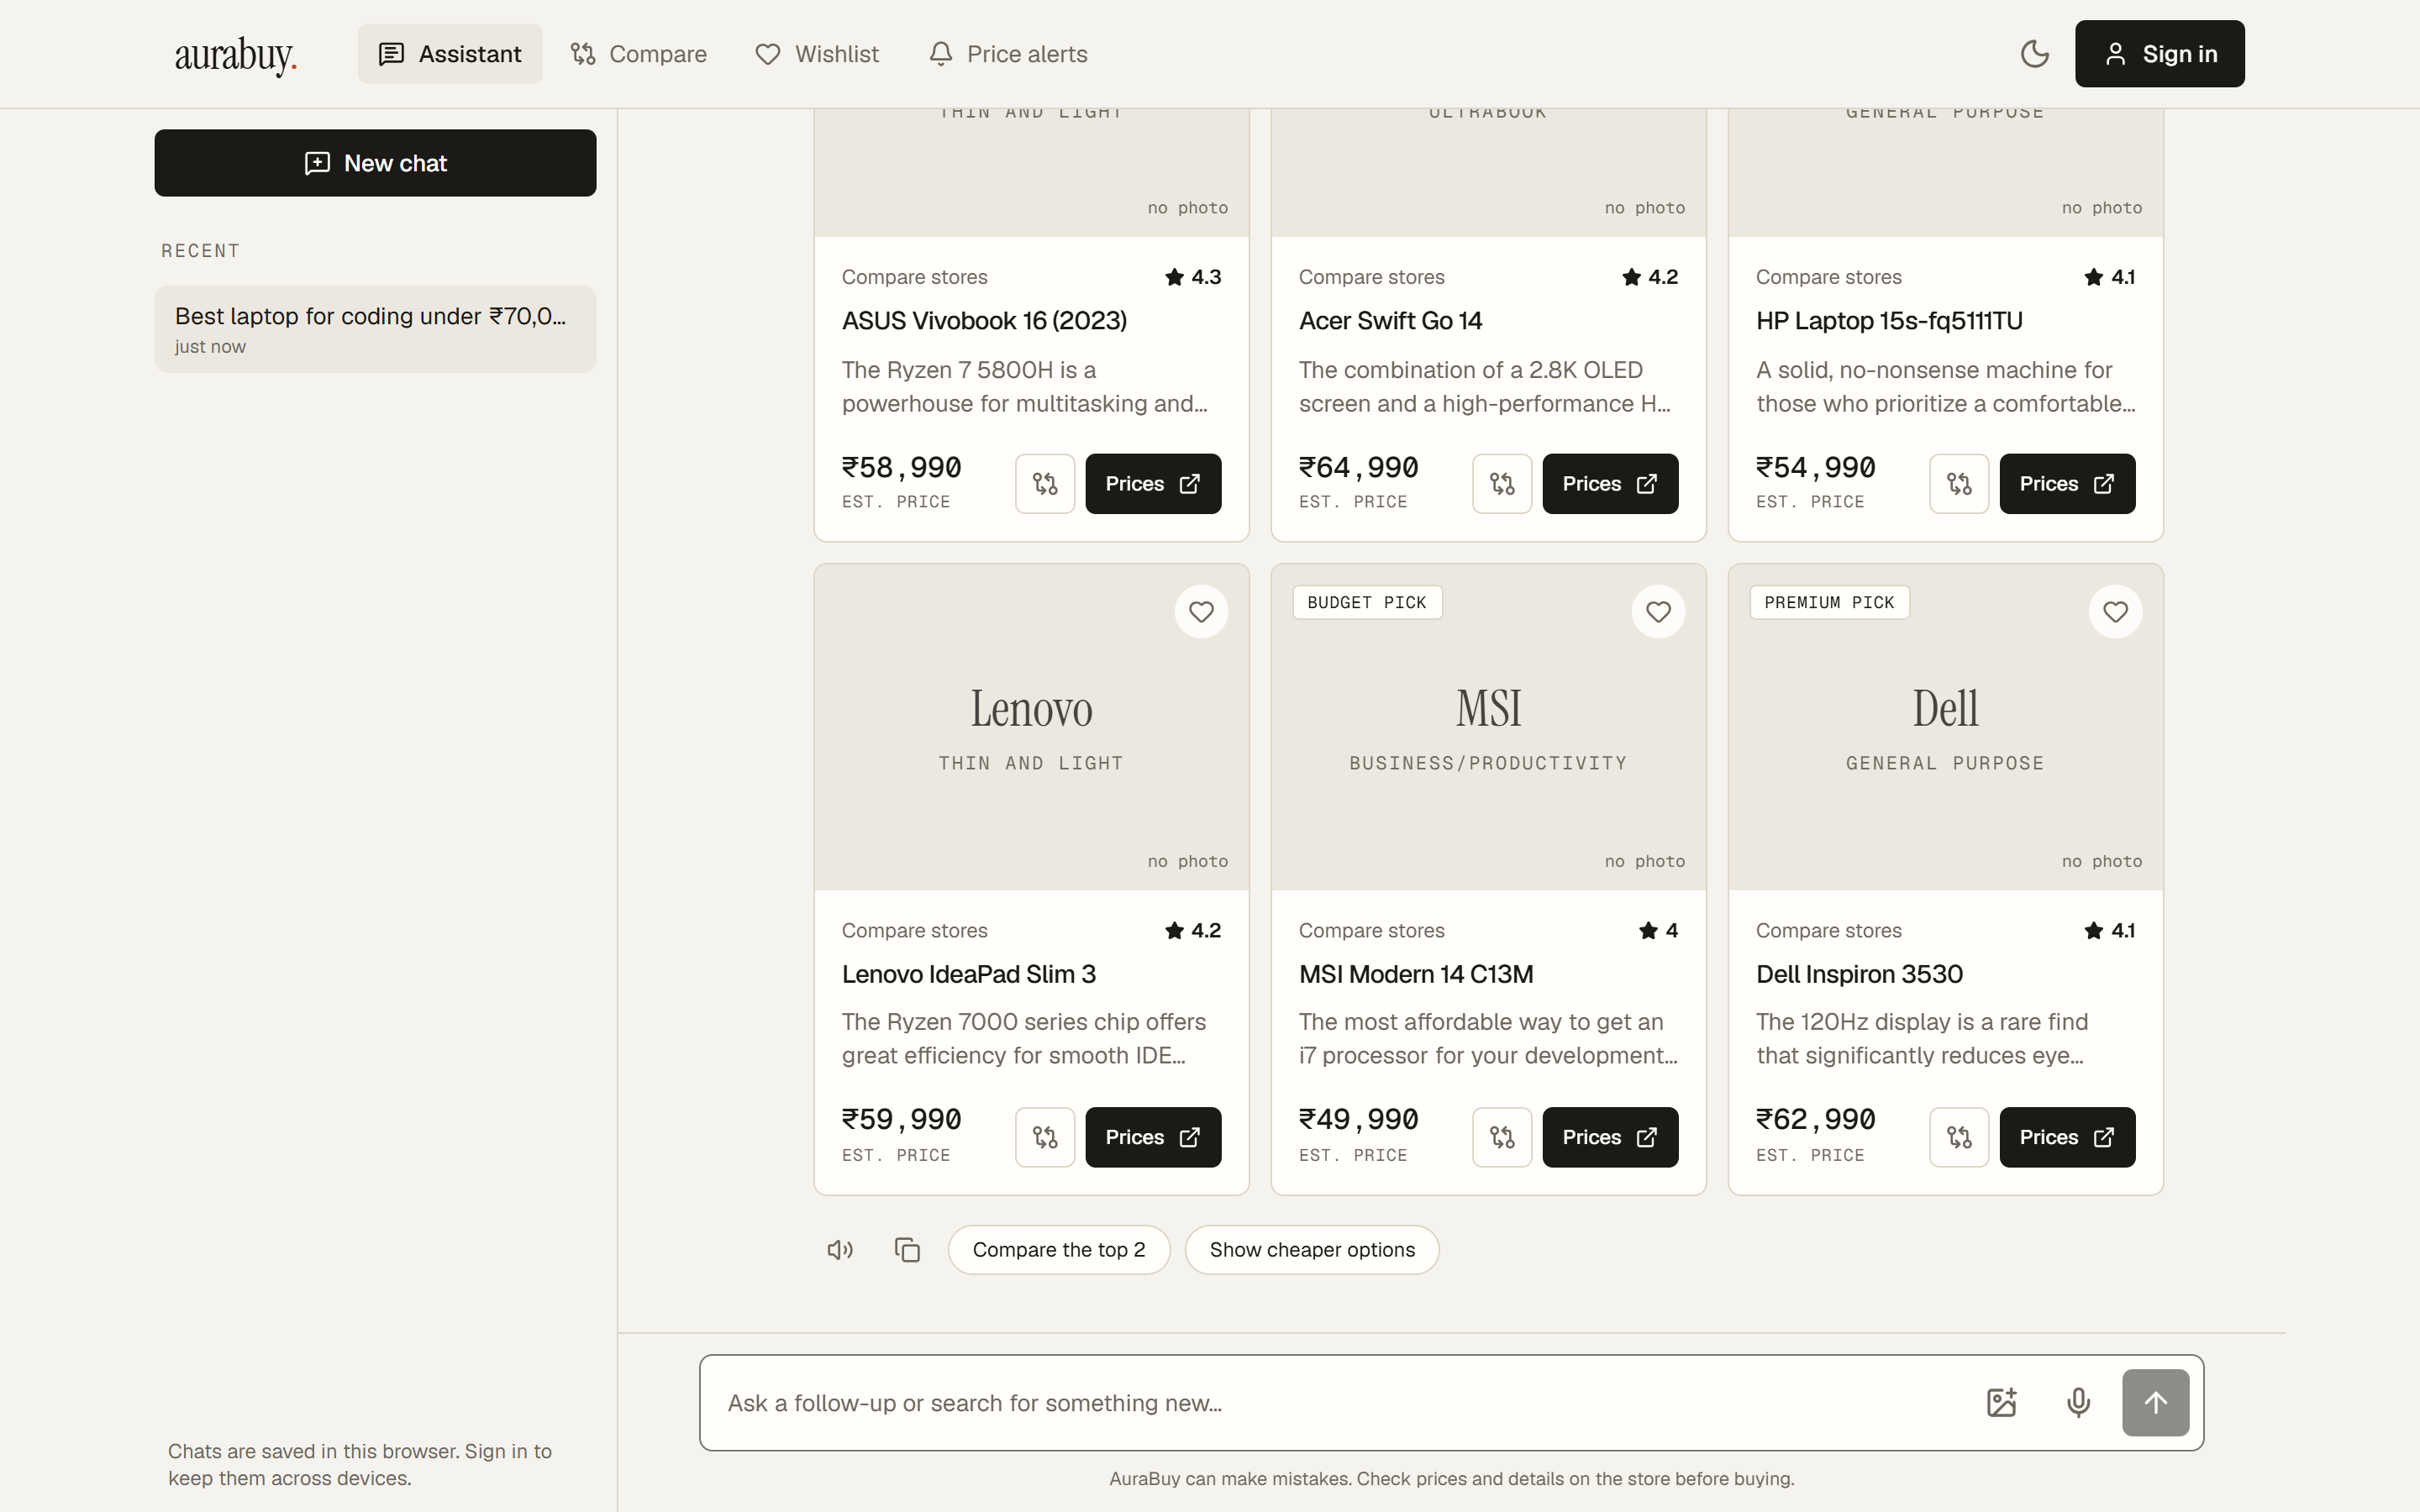 aurabuy.
Assistant
Compare
Wishlist
Price alerts
Sign in
New chat
RECENT
Best laptop for coding under ₹70,0...
just now
Chats are saved in this browser. Sign in to
keep them across devices.
THIN AND LIGHT
no photo
Compare stores
4.3
ASUS Vivobook 16 (2023)
The Ryzen 7 5800H is a
powerhouse for multitasking and...
₹58,990
EST. PRICE
Prices
ULTRABOOK
no photo
Compare stores
4.2
Acer Swift Go 14
The combination of a 2.8K OLED
screen and a high-performance H...
₹64,990
EST. PRICE
Prices
GENERAL PURPOSE
no photo
Compare stores
4.1
HP Laptop 15s-fq5111TU
A solid, no-nonsense machine for
those who prioritize a comfortable...
₹54,990
EST. PRICE
Prices
Lenovo
THIN AND LIGHT
no photo
Compare stores
4.2
Lenovo IdeaPad Slim 3
The Ryzen 7000 series chip offers
great efficiency for smooth IDE...
₹59,990
EST. PRICE
Prices
BUDGET PICK
MSI
BUSINESS/PRODUCTIVITY
no photo
Compare stores
4
MSI Modern 14 C13M
The most affordable way to get an
i7 processor for your development...
₹49,990
EST. PRICE
Prices
PREMIUM PICK
Dell
GENERAL PURPOSE
no photo
Compare stores
4.1
Dell Inspiron 3530
The 120Hz display is a rare find
that significantly reduces eye...
₹62,990
EST. PRICE
Prices
Compare the top 2
Show cheaper options
Ask a follow-up or search for something new...
AuraBuy can make mistakes. Check prices and details on the store before buying.